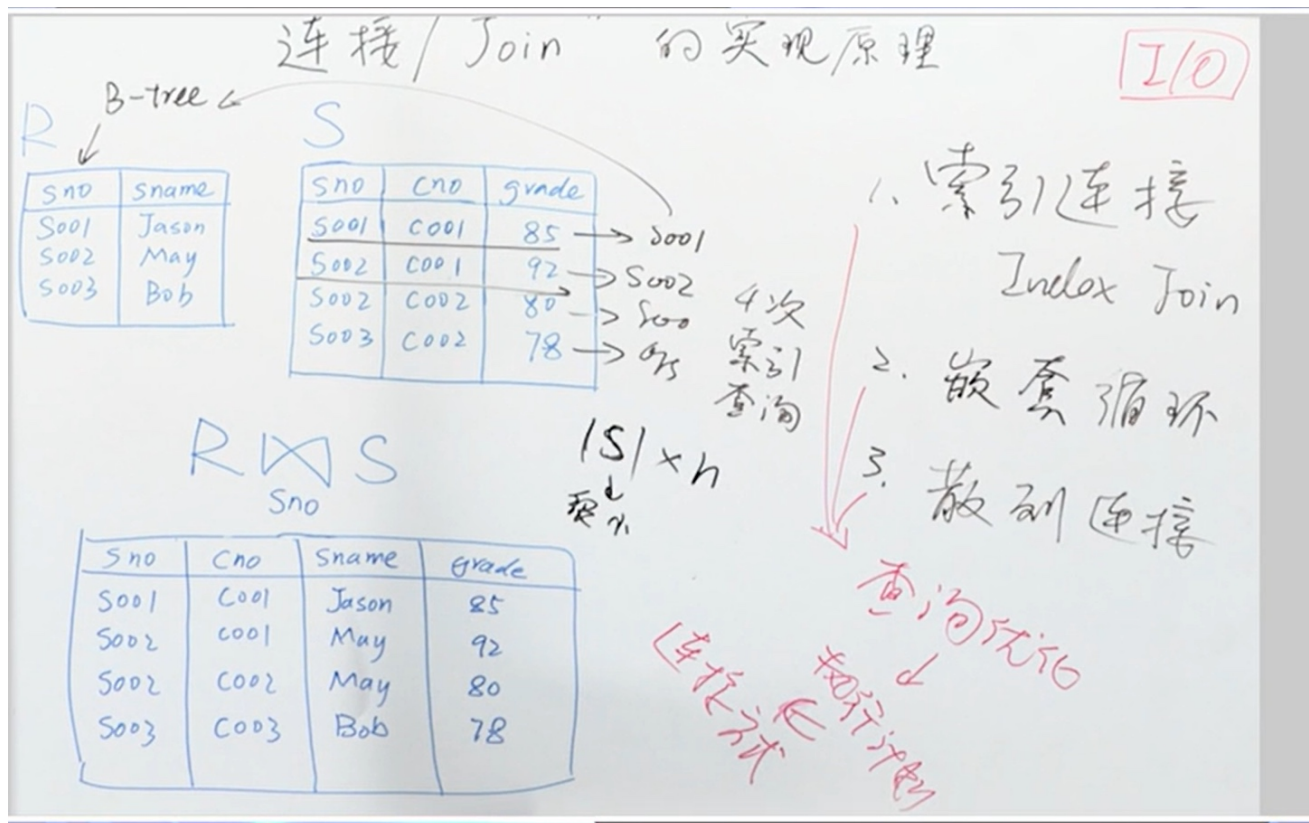 连接/Join" 的实现原理
I/O
B-tree
R
sno sname
S001 Jason
S002 May
S003 Bob
S
sno cno grade
S001 C001 85
S002 C001 92
S002 C002 80
S003 C002 78
S001
S002
4次
索引
查询
|S| × n
R ⋈ S
Sno
Sno Cno Sname Grade
S001 C001 Jason 85
S002 C001 May 92
S002 C002 May 80
S003 C003 Bob 78
1. 索引连接
Index Join
2. 嵌套循环
3. 散列连接
查询优化
执行计划
连接方式